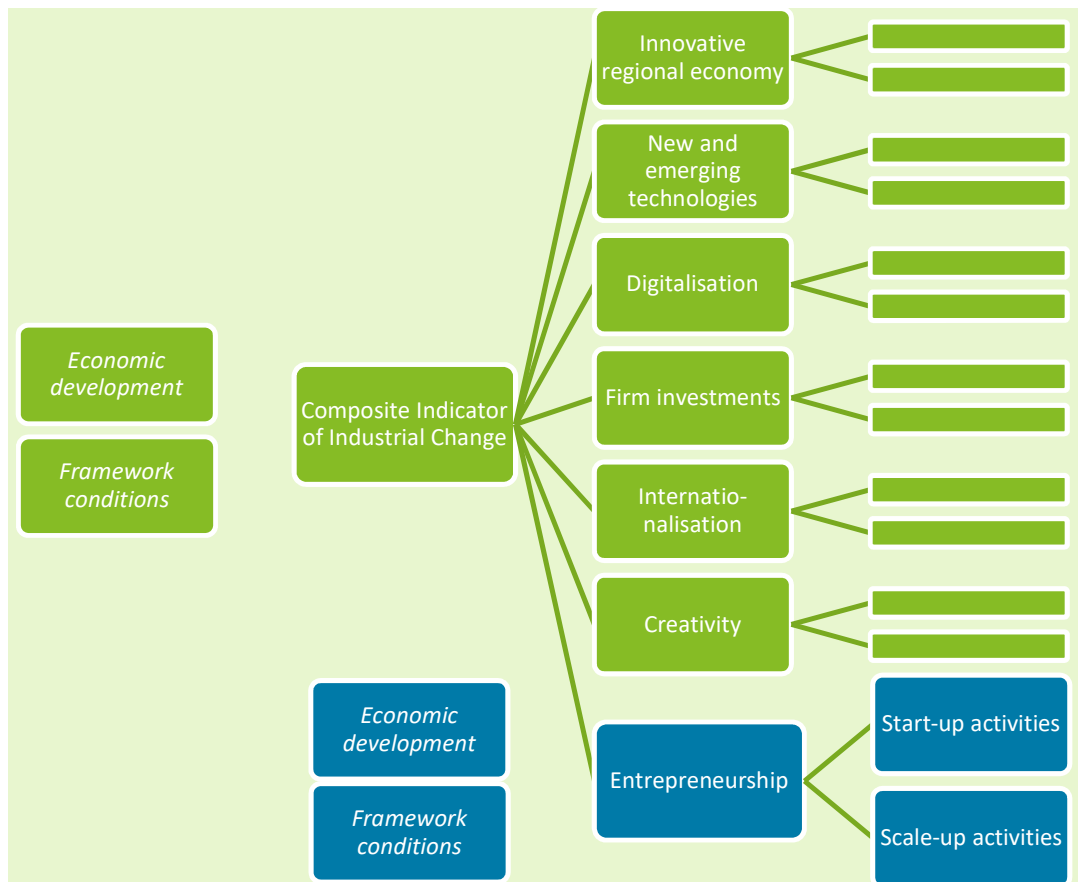 Innovative
regional economy
New and
emerging
technologies
Digitalisation
Economic
development
Framework
conditions
Composite Indicator
of Industrial Change
Firm investments
Internatio-
nalisation
Creativity
Economic
development
Framework
conditions
Entrepreneurship
Start-up activities
Scale-up activities